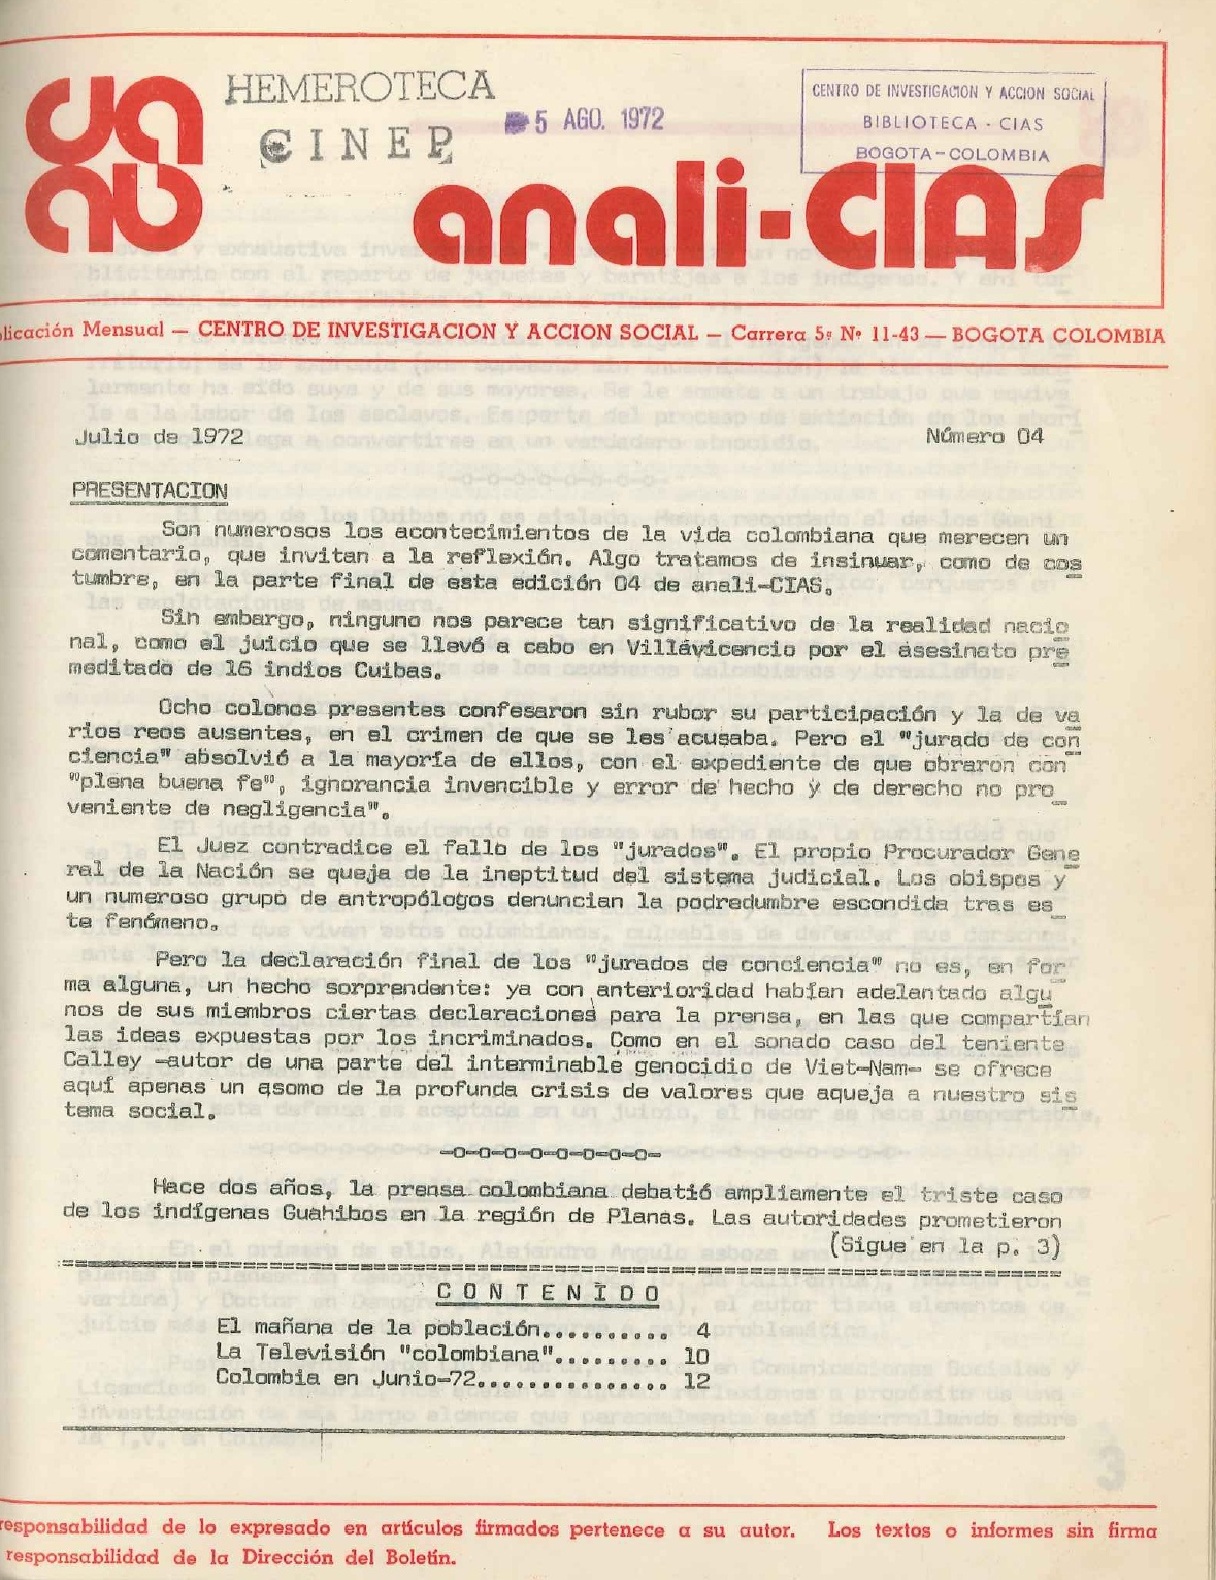 HEMEROTECA
CINEP
5 AGO. 1972
CENTRO DE INVESTIGACION Y ACCION SOCIAL
BIBLIOTECA - CIAS
BOGOTA - COLOMBIA
anali-CIAS
blicación Mensual — CENTRO DE INVESTIGACION Y ACCION SOCIAL — Carrera 5ª Nº 11-43 — BOGOTA COLOMBIA
Julio de 1972 Número 04
PRESENTACION
Son numerosos los acontecimientos de la vida colombiana que merecen un
comentario, que invitan a la reflexión. Algo tratamos de insinuar, como de cos
tumbre, en la parte final de esta edición 04 de anali-CIAS.
Sin embargo, ninguno nos parece tan significativo de la realidad nacio
nal, como el juicio que se llevó a cabo en Villavicencio por el asesinato pre
meditado de 16 indios Cuibas.
Ocho colonos presentes confesaron sin rubor su participación y la de va
rios reos ausentes, en el crimen de que se les acusaba. Pero el "jurado de con
ciencia" absolvió a la mayoría de ellos, con el expediente de que obraron con
"plena buena fe", ignorancia invencible y error de hecho y de derecho no pro
veniente de negligencia".
El Juez contradice el fallo de los "jurados". El propio Procurador Gene
ral de la Nación se queja de la ineptitud del sistema judicial. Los obispos y
un numeroso grupo de antropólogos denuncian la podredumbre escondida tras es
te fenómeno.
Pero la declaración final de los "jurados de conciencia" no es, en for
ma alguna, un hecho sorprendente: ya con anterioridad habían adelantado algu
nos de sus miembros ciertas declaraciones para la prensa, en las que compartían
las ideas expuestas por los incriminados. Como en el sonado caso del teniente
Calley -autor de una parte del interminable genocidio de Viet-Nam- se ofrece
aquí apenas un asomo de la profunda crisis de valores que aqueja a nuestro sis
tema social.
-o-o-o-o-o-o-o-o-
Hace dos años, la prensa colombiana debatió ampliamente el triste caso
de los indígenas Guahibos en la región de Planas. Las autoridades prometieron
(Sigue en la p. 3)
CONTENIDO
El mañana de la población.......... 4
La Televisión "colombiana"......... 10
Colombia en Junio-72............... 12
responsabilidad de lo expresado en artículos firmados pertenece a su autor. Los textos o informes sin firma
responsabilidad de la Dirección del Boletín.